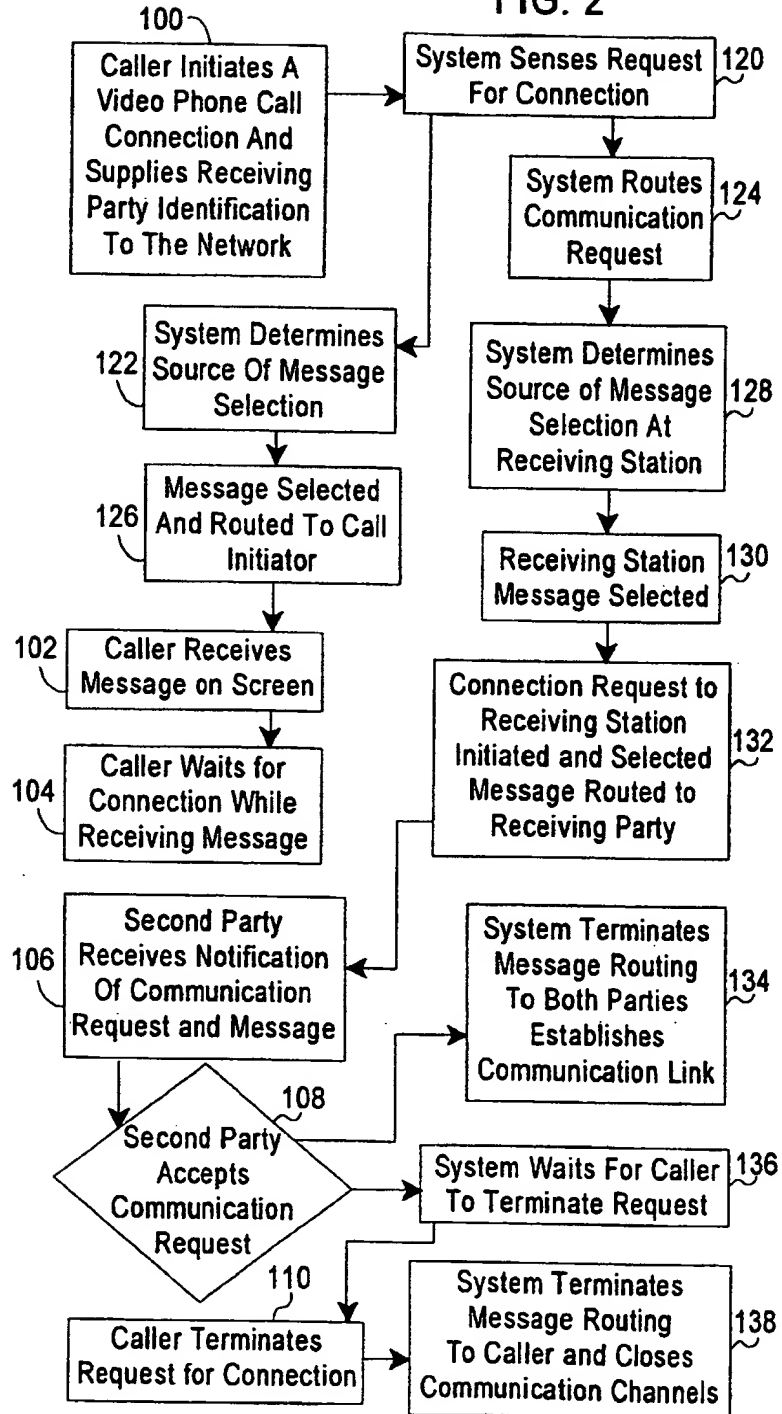 FIG. 2
100
Caller Initiates A
Video Phone Call
Connection And
Supplies Receiving
Party Identification
To The Network
System Senses Request
For Connection
120
System Routes
Communication
Request
124
System Determines
Source Of Message
Selection
122
System Determines
Source of Message
Selection At
Receiving Station
128
Message Selected
And Routed To Call
Initiator
126
Receiving Station
Message Selected
130
102
Caller Receives
Message on Screen
Connection Request to
Receiving Station
Initiated and Selected
Message Routed to
Receiving Party
132
104
Caller Waits for
Connection While
Receiving Message
106
Second Party
Receives Notification
Of Communication
Request and Message
System Terminates
Message Routing
To Both Parties
Establishes
Communication Link
134
108
Second Party
Accepts
Communication
Request
System Waits For Caller
To Terminate Request
136
110
Caller Terminates
Request for Connection
System Terminates
Message Routing
To Caller and Closes
Communication Channels
138